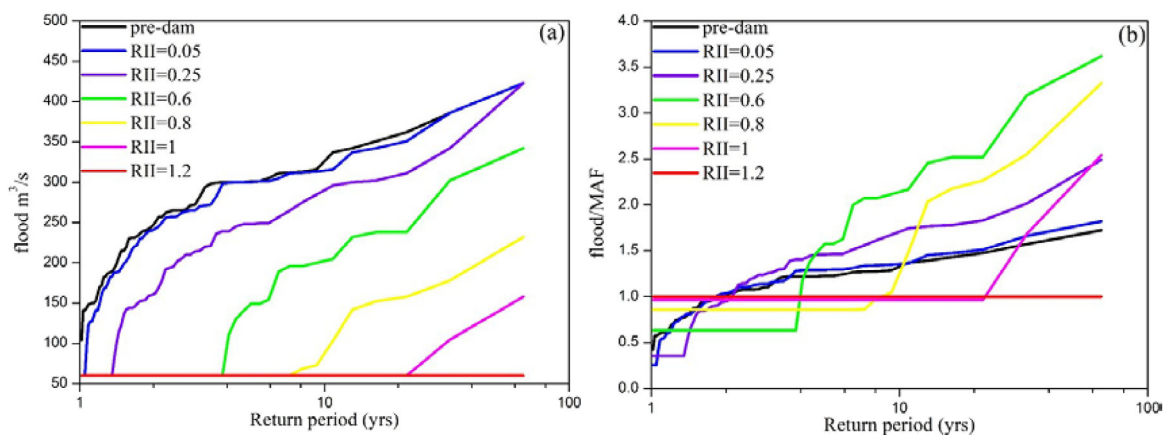 500
450
400
350
300
250
200
150
100
50
flood m³/s
pre-dam
RII=0.05
RII=0.25
RII=0.6
RII=0.8
RII=1
RII=1.2
(a)
1
10
100
Return period (yrs)
4.0
3.5
3.0
2.5
2.0
1.5
1.0
0.5
0.0
flood/MAF
pre-dam
RII=0.05
RII=0.25
RII=0.6
RII=0.8
RII=1
RII=1.2
(b)
1
10
100
Return period (yrs)